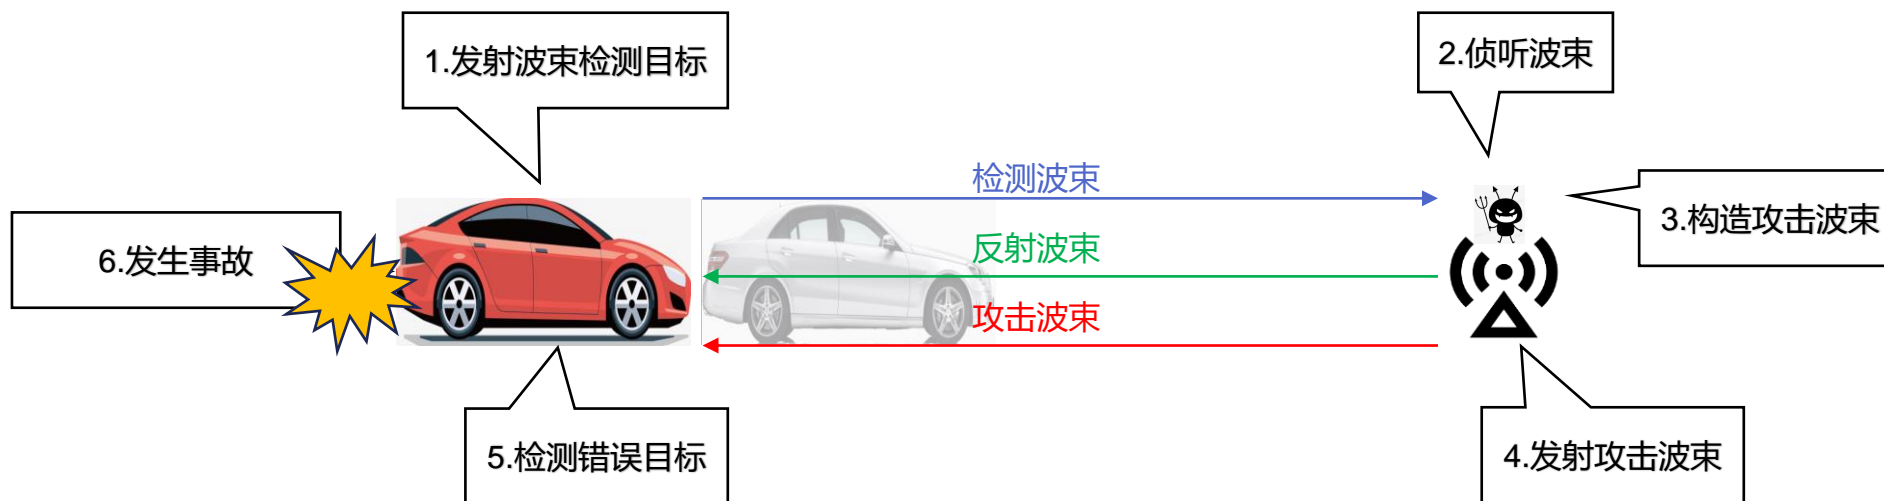 1.发射波束检测目标
2.侦听波束
检测波束
3.构造攻击波束
反射波束
6.发生事故
攻击波束
5.检测错误目标
4.发射攻击波束